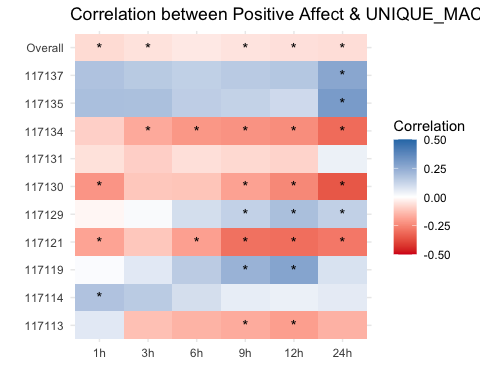 Correlation between Positive Affect & UNIQUE_MAC
Overall * * * * *
117137 *
117135 *
117134 * * * * *
117131
117130 * * * *
117129 * * *
117121 * * * * *
117119 * *
117114 *
117113 * *
1h 3h 6h 9h 12h 24h
Correlation
0.50
0.25
0.00
-0.25
-0.50